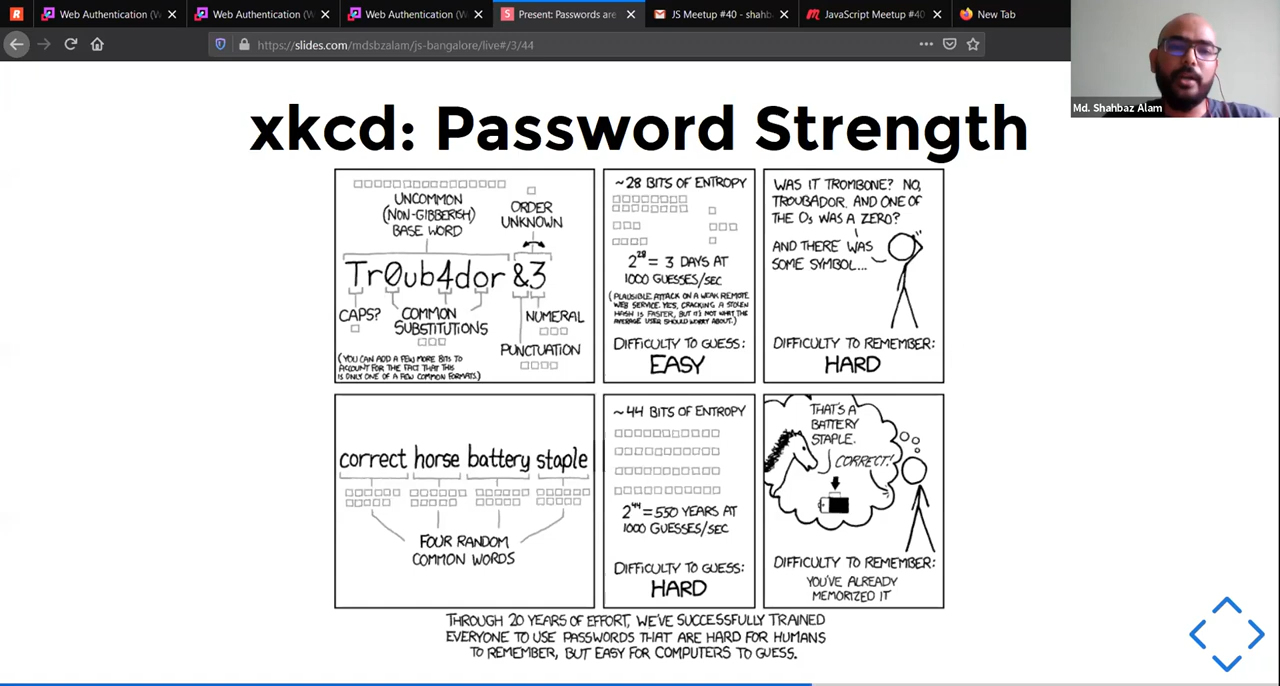 Web Authentication (W
Web Authentication (W
Web Authentication (W
Present: Passwords are
JS Meetup #40 - shahb
JavaScript Meetup #40
New Tab
https://slides.com/mdsbzalam/js-bangalore/live#/3/44
Md. Shahbaz Alam
xkcd: Password Strength
UNCOMMON
(NON-GIBBERISH)
BASE WORD
ORDER
UNKNOWN
Tr0ub4dor &3
CAPS?
COMMON
SUBSTITUTIONS
NUMERAL
PUNCTUATION
(YOU CAN ADD A FEW MORE BITS TO
ACCOUNT FOR THE FACT THAT THIS
IS ONLY ONE OF A FEW COMMON FORMATS.)
~28 BITS OF ENTROPY
2²⁸ = 3 DAYS AT
1000 GUESSES/SEC
(PLAUSIBLE ATTACK ON A WEAK REMOTE
WEB SERVICE. YES, CRACKING A STOLEN
HASH IS FASTER, BUT IT'S NOT WHAT THE
AVERAGE USER SHOULD WORRY ABOUT.)
DIFFICULTY TO GUESS:
EASY
WAS IT TROMBONE? NO,
TROUBADOR. AND ONE OF
THE Os WAS A ZERO?
AND THERE WAS
SOME SYMBOL...
DIFFICULTY TO REMEMBER:
HARD
correct horse battery staple
FOUR RANDOM
COMMON WORDS
~44 BITS OF ENTROPY
2⁴⁴ = 550 YEARS AT
1000 GUESSES/SEC
DIFFICULTY TO GUESS:
HARD
THAT'S A
BATTERY
STAPLE.
CORRECT!
DIFFICULTY TO REMEMBER:
YOU'VE ALREADY
MEMORIZED IT
THROUGH 20 YEARS OF EFFORT, WE'VE SUCCESSFULLY TRAINED
EVERYONE TO USE PASSWORDS THAT ARE HARD FOR HUMANS
TO REMEMBER, BUT EASY FOR COMPUTERS TO GUESS.